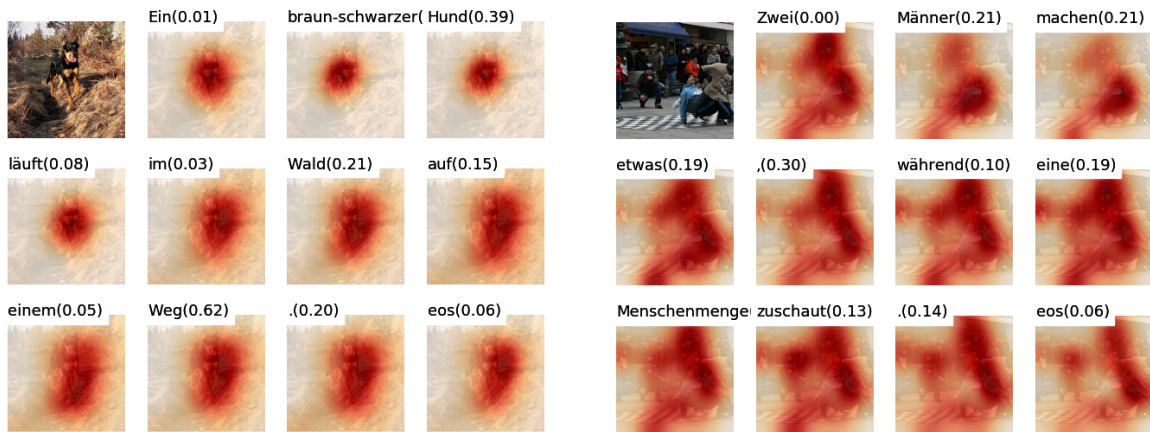 Ein(0.01) braun-schwarzer( Hund(0.39)
läuft(0.08) im(0.03) Wald(0.21) auf(0.15)
einem(0.05) Weg(0.62) .(0.20) eos(0.06)
Zwei(0.00) Männer(0.21) machen(0.21)
etwas(0.19) ,(0.30) während(0.10) eine(0.19)
Menschenmenge( zuschaut(0.13) .(0.14) eos(0.06)